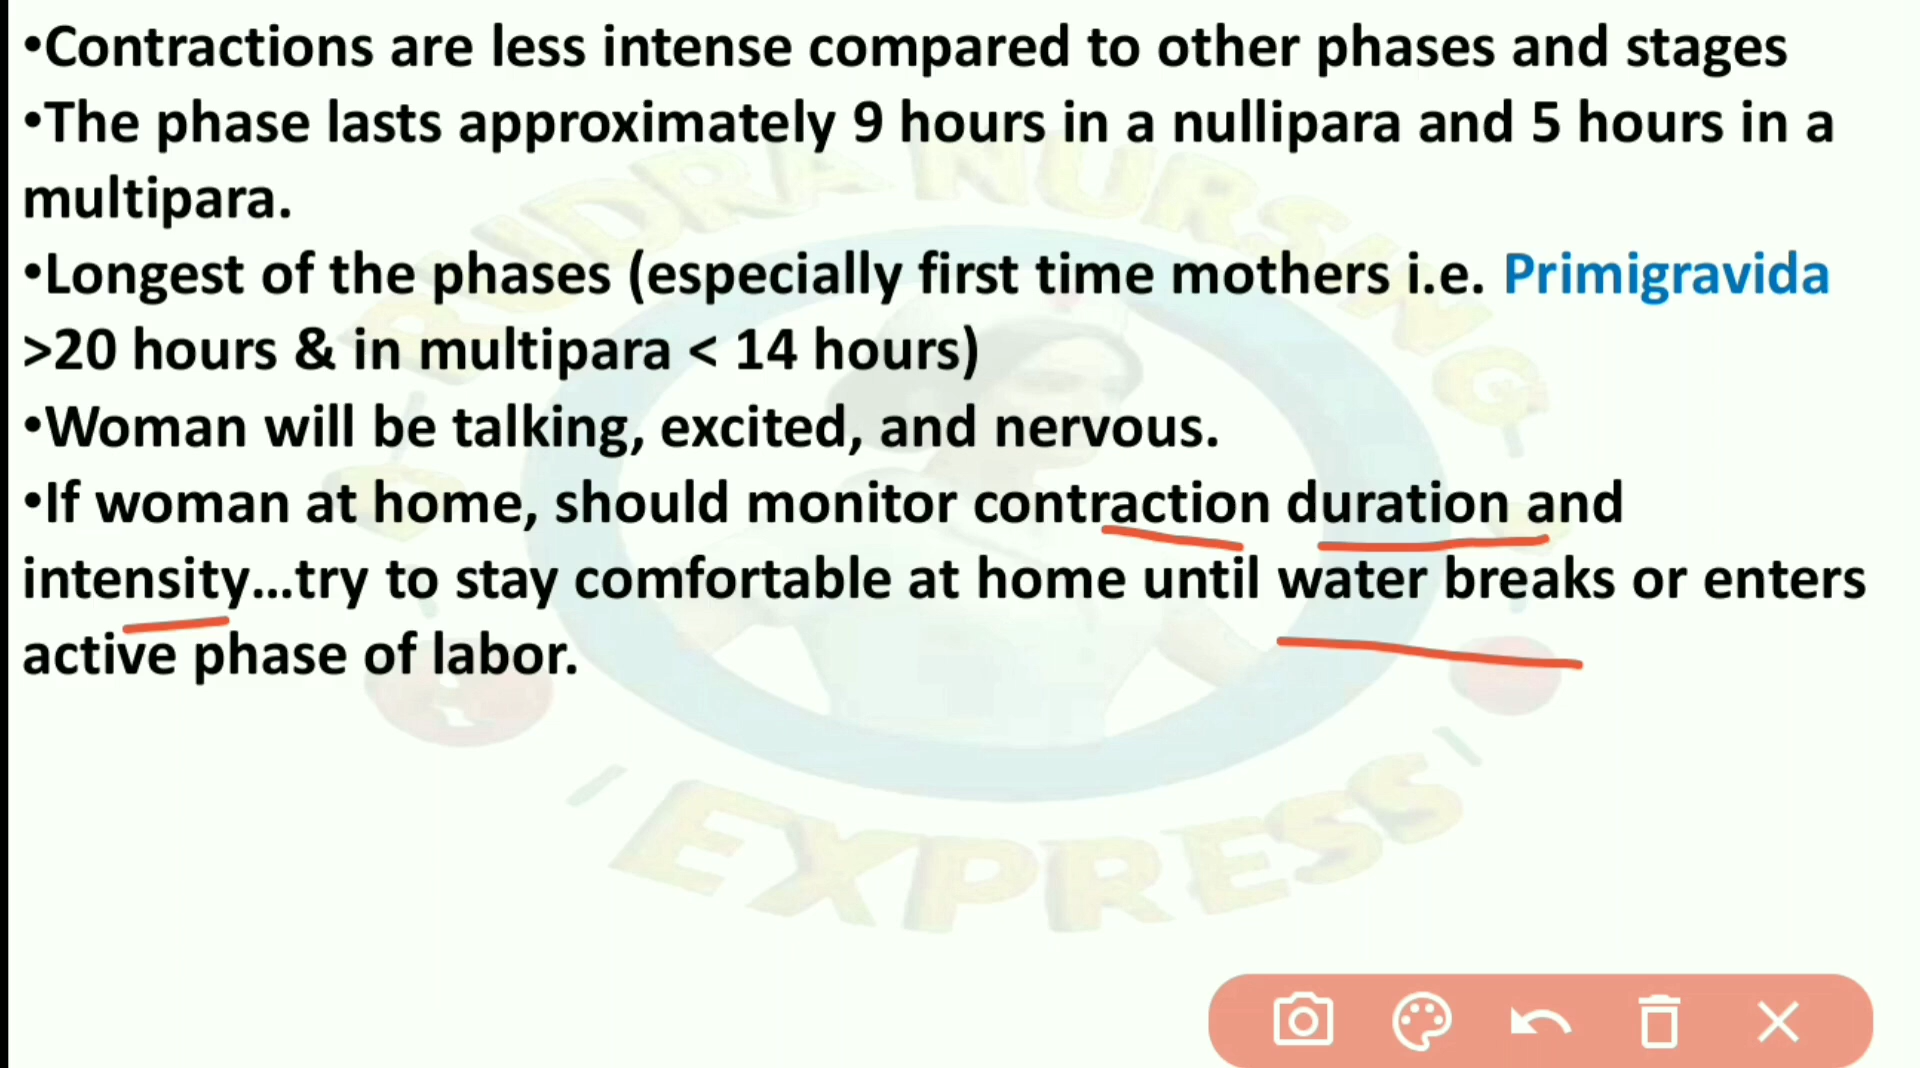 •Contractions are less intense compared to other phases and stages
•The phase lasts approximately 9 hours in a nullipara and 5 hours in a
multipara.
•Longest of the phases (especially first time mothers i.e. Primigravida
>20 hours & in multipara < 14 hours)
•Woman will be talking, excited, and nervous.
•If woman at home, should monitor contraction duration and
intensity...try to stay comfortable at home until water breaks or enters
active phase of labor.
RUDRA NURSING
EXPRESS